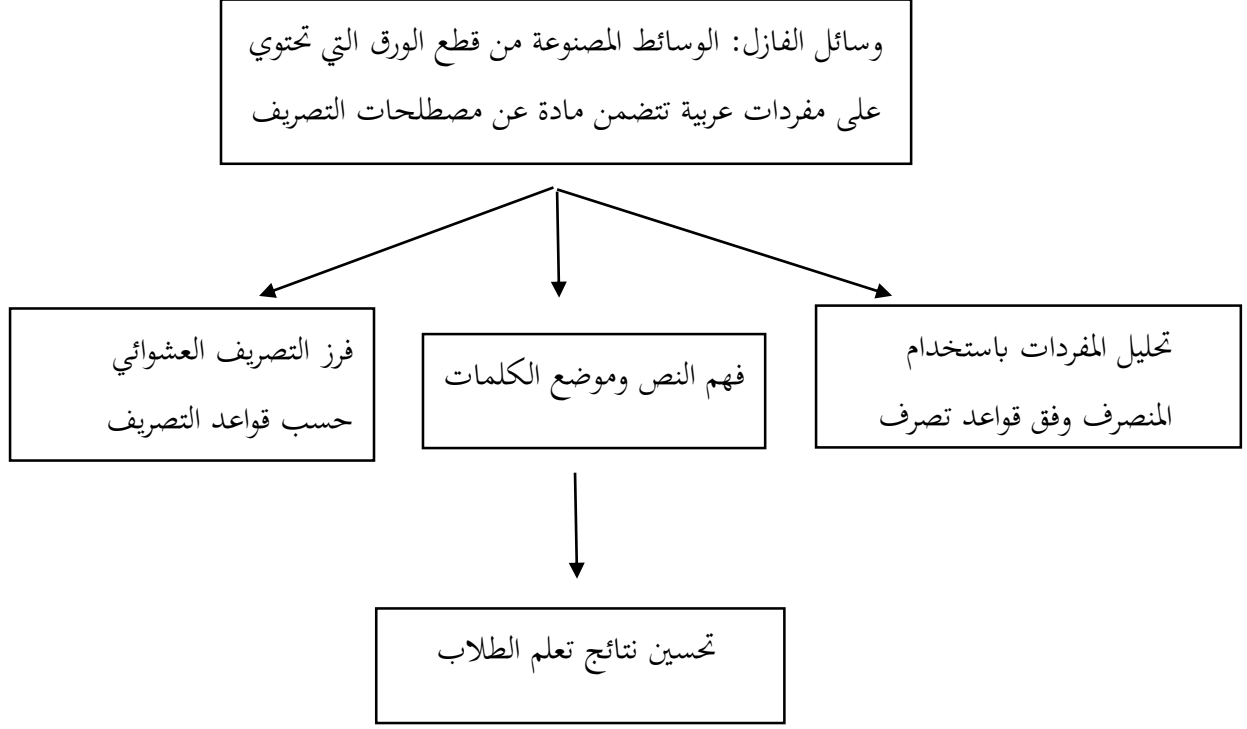 وسائل الفازل: الوسائط المصنوعة من قطع الورق التي تحتوي
على مفردات عربية تتضمن مادة عن مصطلحات التصريف
تحليل المفردات باستخدام
المنصرف وفق قواعد تصرف
فهم النص وموضع الكلمات
فرز التصريف العشوائي
حسب قواعد التصريف
تحسين نتائج تعلم الطلاب